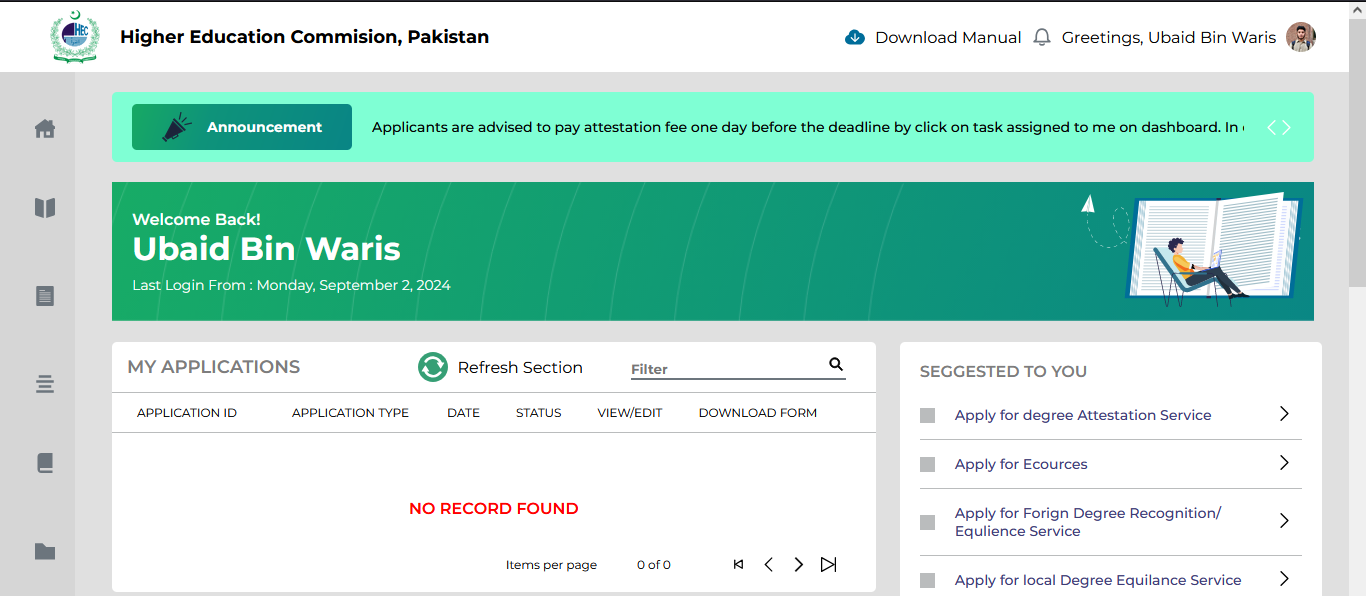 HEC
Higher Education Commision, Pakistan
Download Manual
Greetings, Ubaid Bin Waris
Announcement
Applicants are advised to pay attestation fee one day before the deadline by click on task assigned to me on dashboard. In
Welcome Back!
Ubaid Bin Waris
Last Login From : Monday, September 2, 2024
MY APPLICATIONS
Refresh Section
Filter
APPLICATION ID APPLICATION TYPE DATE STATUS VIEW/EDIT DOWNLOAD FORM
NO RECORD FOUND
Items per page 0 of 0
SEGGESTED TO YOU
Apply for degree Attestation Service
Apply for Ecources
Apply for Forign Degree Recognition/
Equlience Service
Apply for local Degree Equilance Service